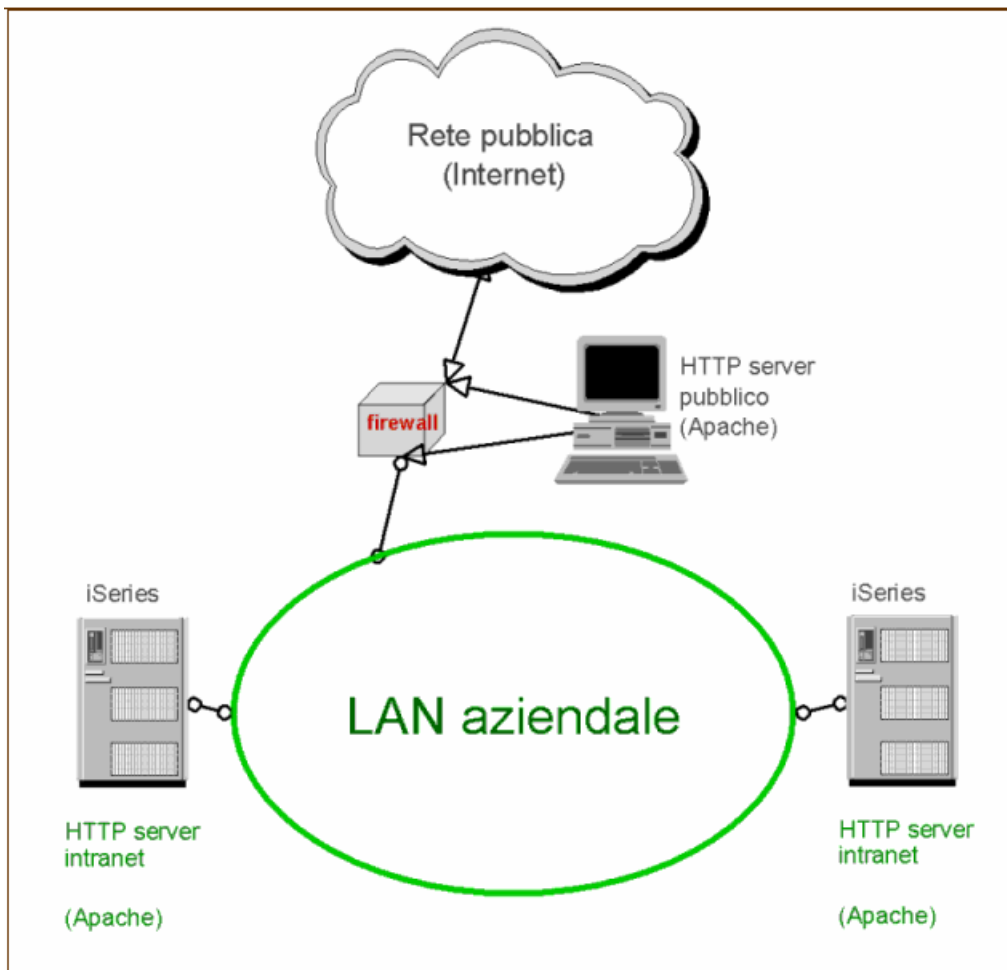 Rete pubblica
(Internet)
HTTP server
pubblico
(Apache)
firewall
iSeries
iSeries
LAN aziendale
HTTP server
intranet
(Apache)
HTTP server
intranet
(Apache)